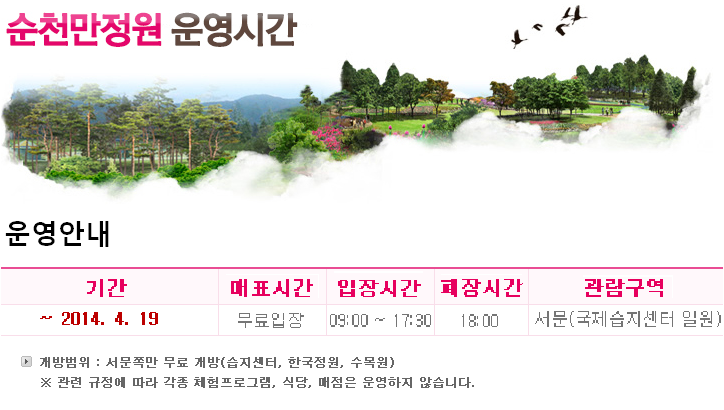 순천만정원 운영시간
운영안내
기간 매표시간 입장시간 폐장시간 관람구역
~ 2014. 4. 19 무료입장 09:00 ~ 17:30 18:00 서문(국제습지센터 일원)
개방범위 : 서문쪽만 무료 개방(습지센터, 한국정원, 수목원)
※ 관련 규정에 따라 각종 체험프로그램, 식당, 매점은 운영하지 않습니다.